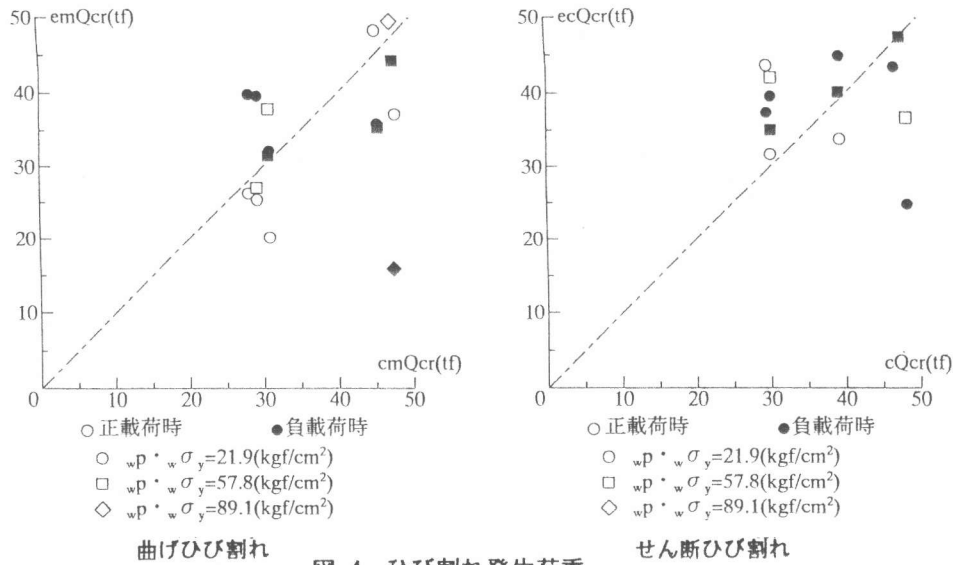 emQcr(tf)
50
40
30
20
10
0
10
20
30
40
50
cmQcr(tf)
○ 正載荷時 ●負載荷時
○ wp・wσy=21.9(kgf/cm²)
□ wp・wσy=57.8(kgf/cm²)
◇ wp・wσy=89.1(kgf/cm²)
曲げひび割れ
ecQcr(tf)
50
40
30
20
10
0
10
20
30
40
50
cQcr(tf)
○ 正載荷時 ●負載荷時
○ wp・wσy=21.9(kgf/cm²)
□ wp・wσy=57.8(kgf/cm²)
◇ wp・wσy=89.1(kgf/cm²)
せん断ひび割れ